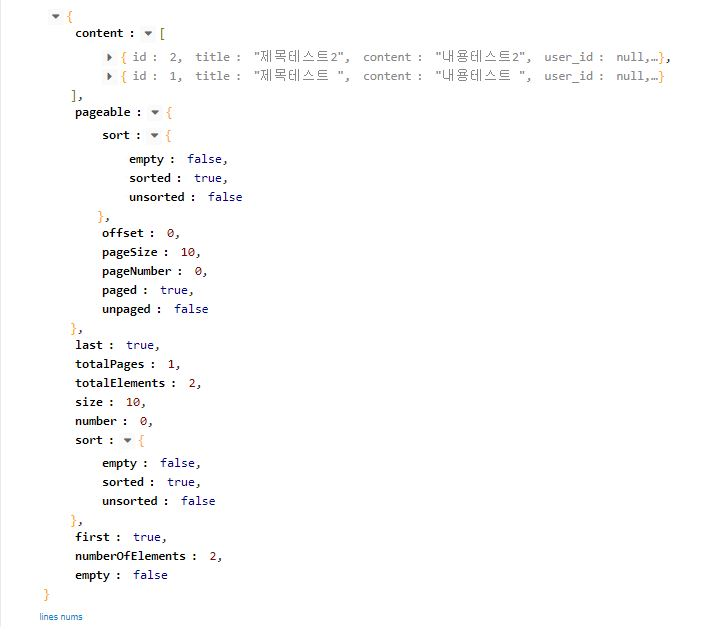 {
content : [
{ id : 2, title : "제목테스트2", content : "내용테스트2", user_id : null,…},
{ id : 1, title : "제목테스트 ", content : "내용테스트 ", user_id : null,…}
],
pageable : {
sort : {
empty : false,
sorted : true,
unsorted : false
},
offset : 0,
pageSize : 10,
pageNumber : 0,
paged : true,
unpaged : false
},
last : true,
totalPages : 1,
totalElements : 2,
size : 10,
number : 0,
sort : {
empty : false,
sorted : true,
unsorted : false
},
first : true,
numberOfElements : 2,
empty : false
}
lines nums